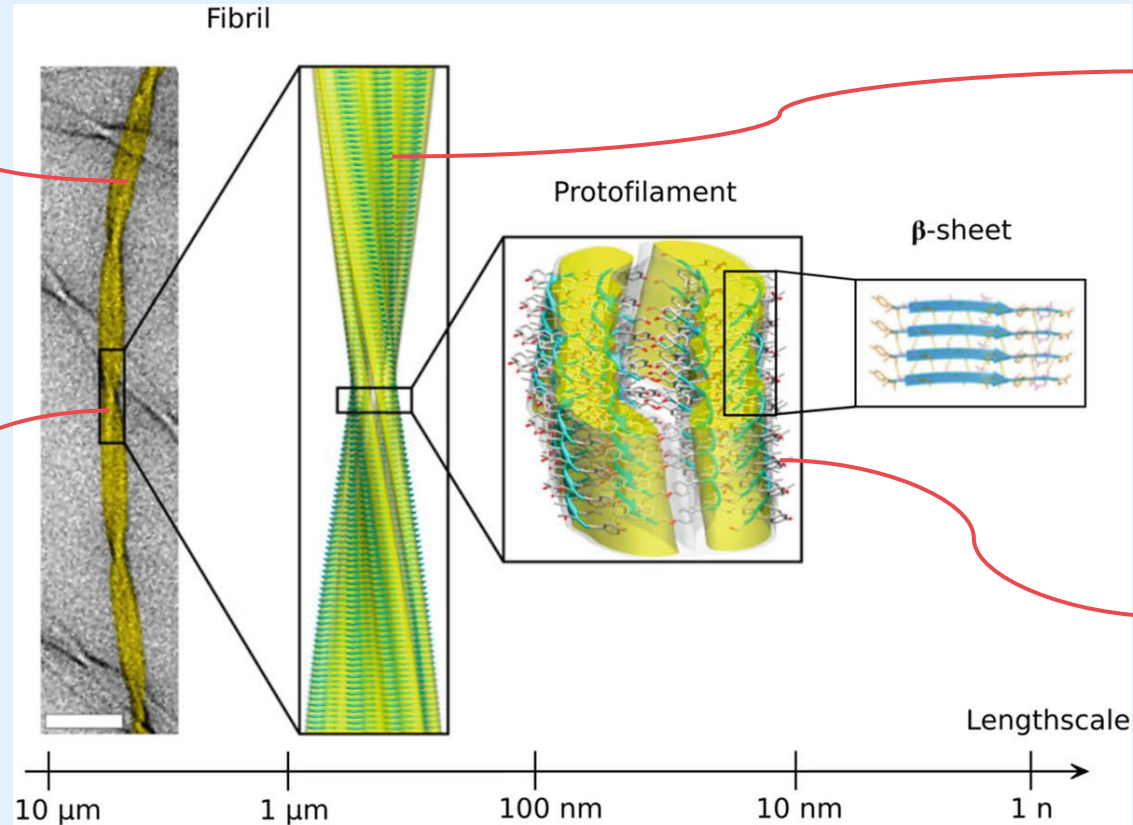 Fibril
Protofilament
β-sheet
Lengthscale
10 μm
1 μm
100 nm
10 nm
1 n